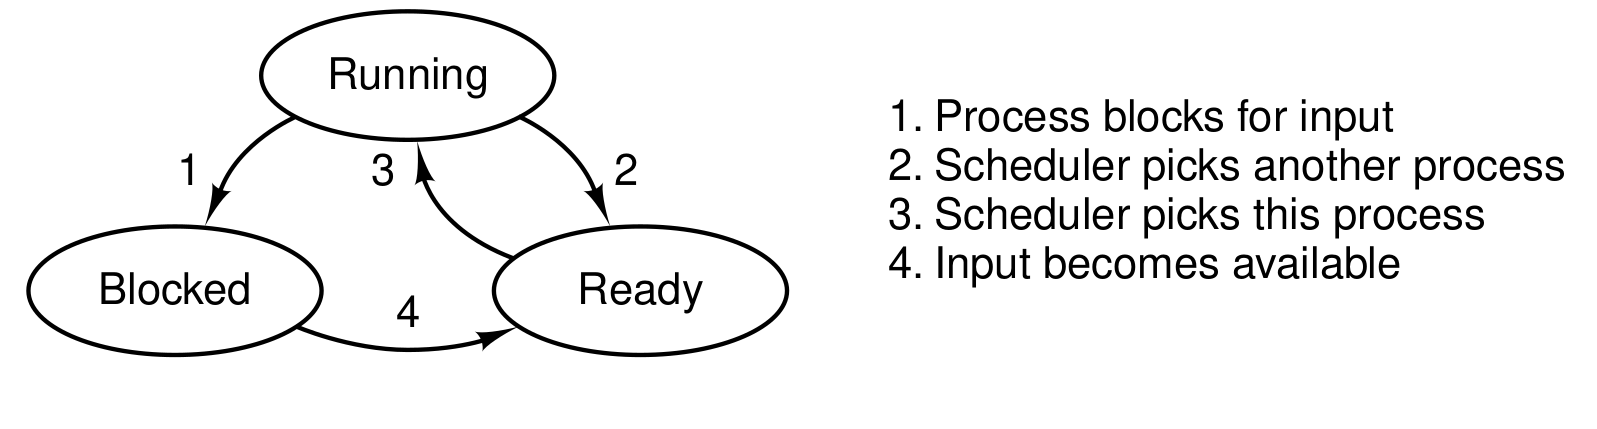 Running
1
3
2
Blocked
4
Ready
1. Process blocks for input
2. Scheduler picks another process
3. Scheduler picks this process
4. Input becomes available